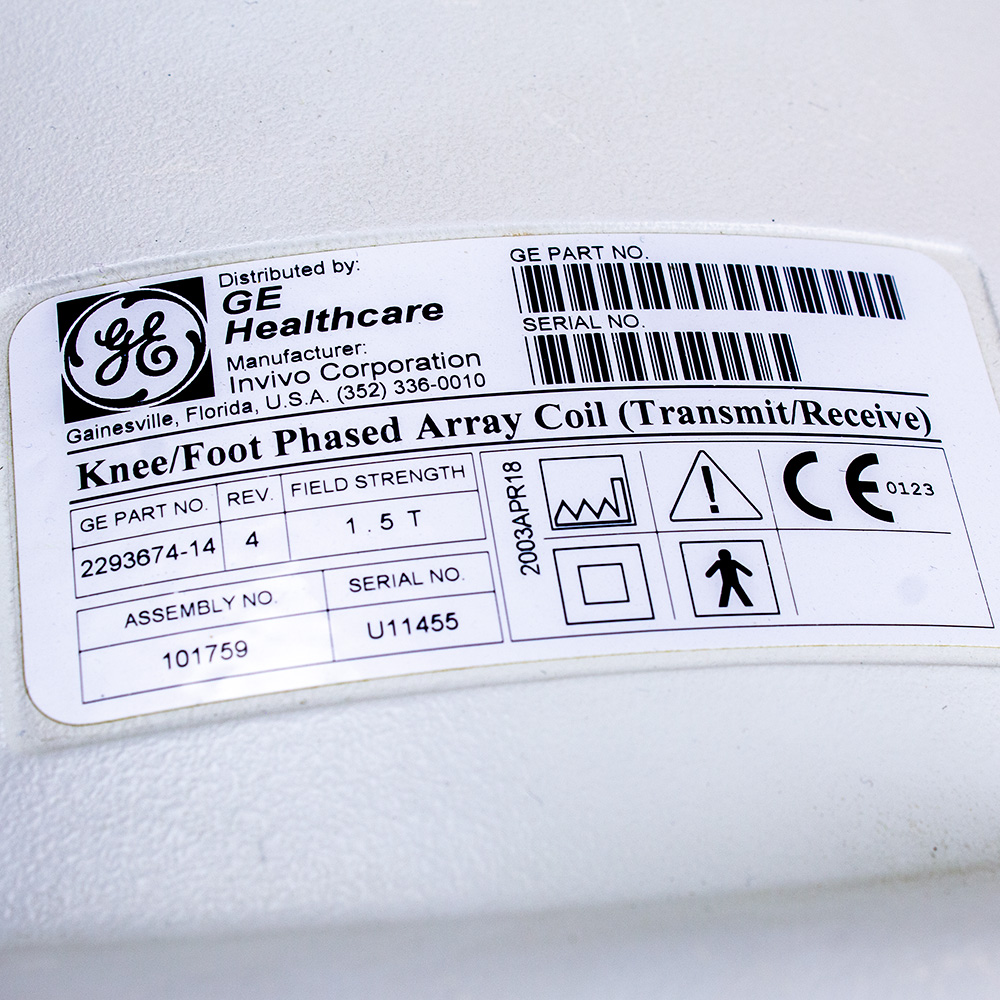 GE
Distributed by:
GE
Healthcare
Manufacturer:
Invivo Corporation
Gainesville, Florida, U.S.A. (352) 336-0010
GE PART NO.
SERIAL NO.
Knee/Foot Phased Array Coil (Transmit/Receive)
GE PART NO. REV. FIELD STRENGTH
2293674-14 4 1.5 T
ASSEMBLY NO. SERIAL NO.
101759 U11455
2003APR18
!
CE 0123